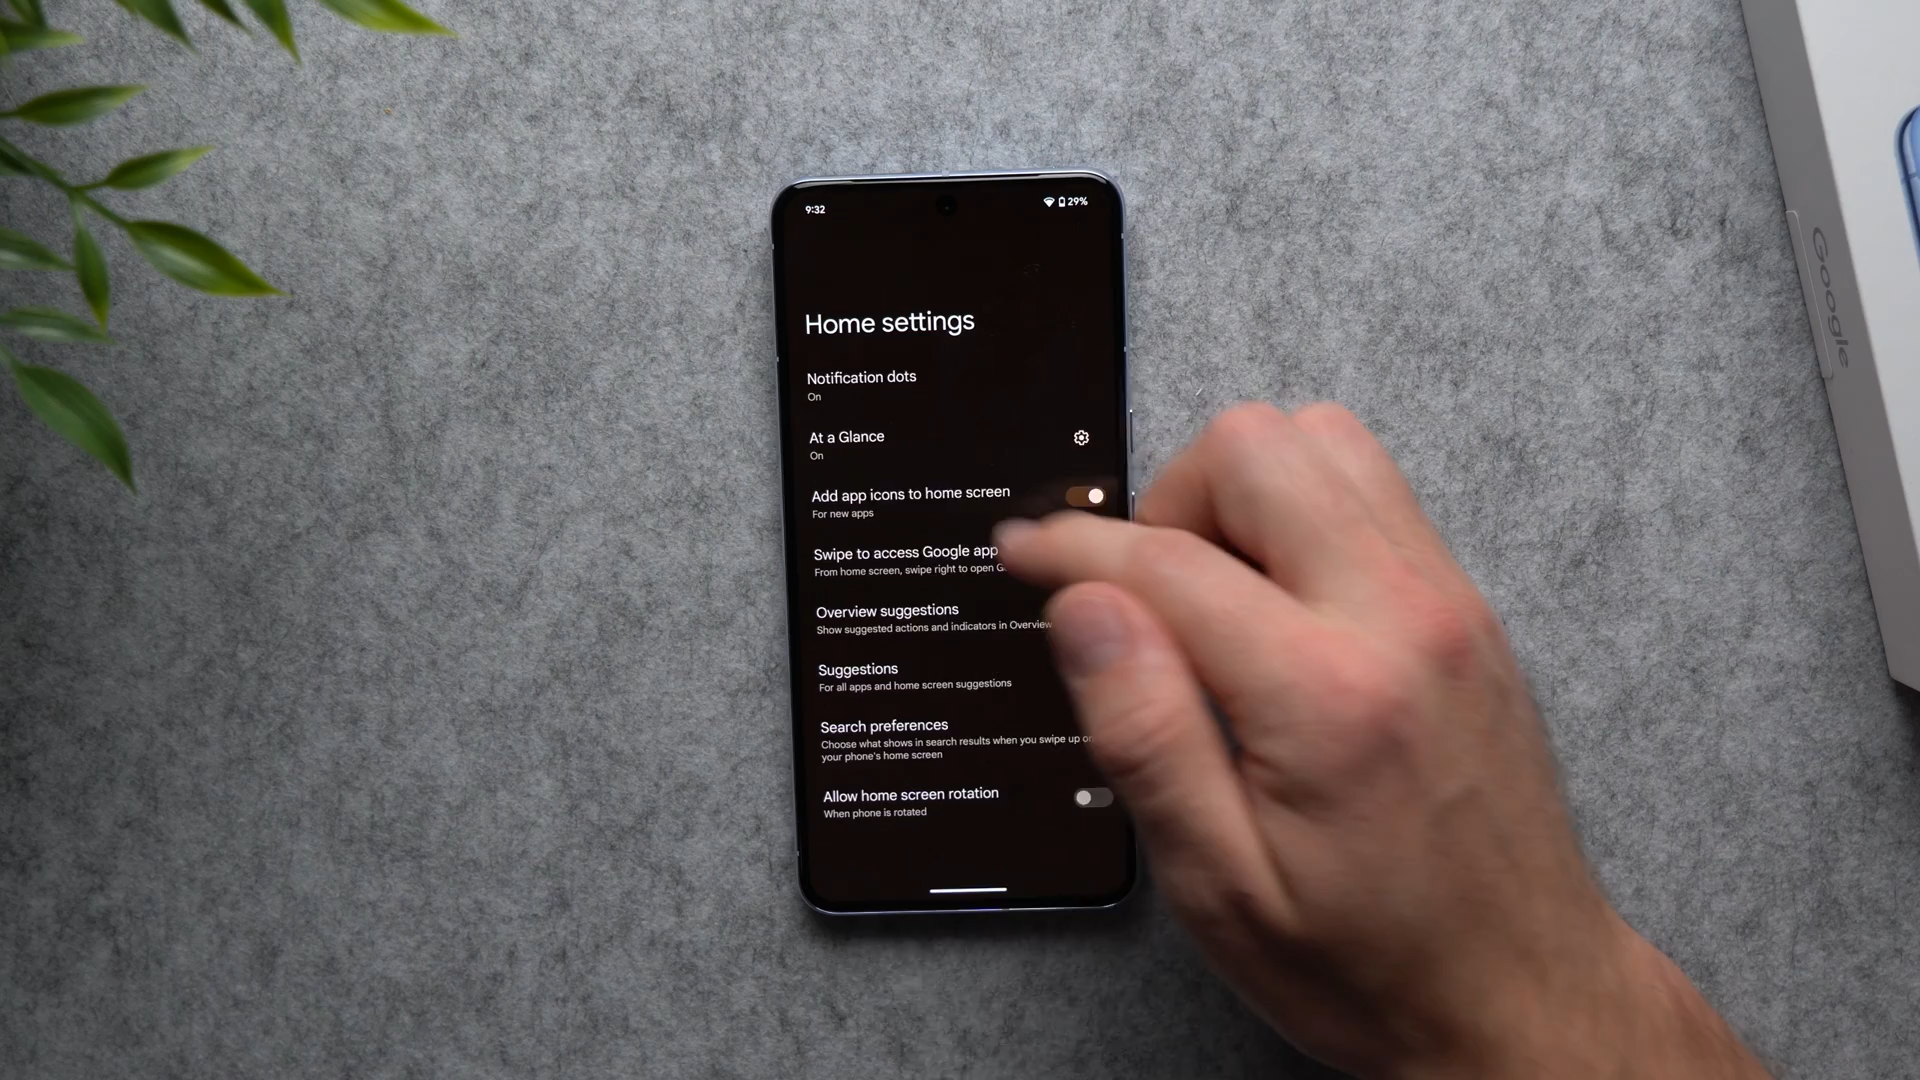 9:32
29%
Home settings
Notification dots
On
At a Glance
On
Add app icons to home screen
For new apps
Swipe to access Google app
From home screen, swipe right to open
Overview suggestions
Show suggested actions and indicators in Overview
Suggestions
For all apps and home screen suggestions
Search preferences
Choose what shows in search results when you swipe up
your phone's home screen
Allow home screen rotation
When phone is rotated
Google